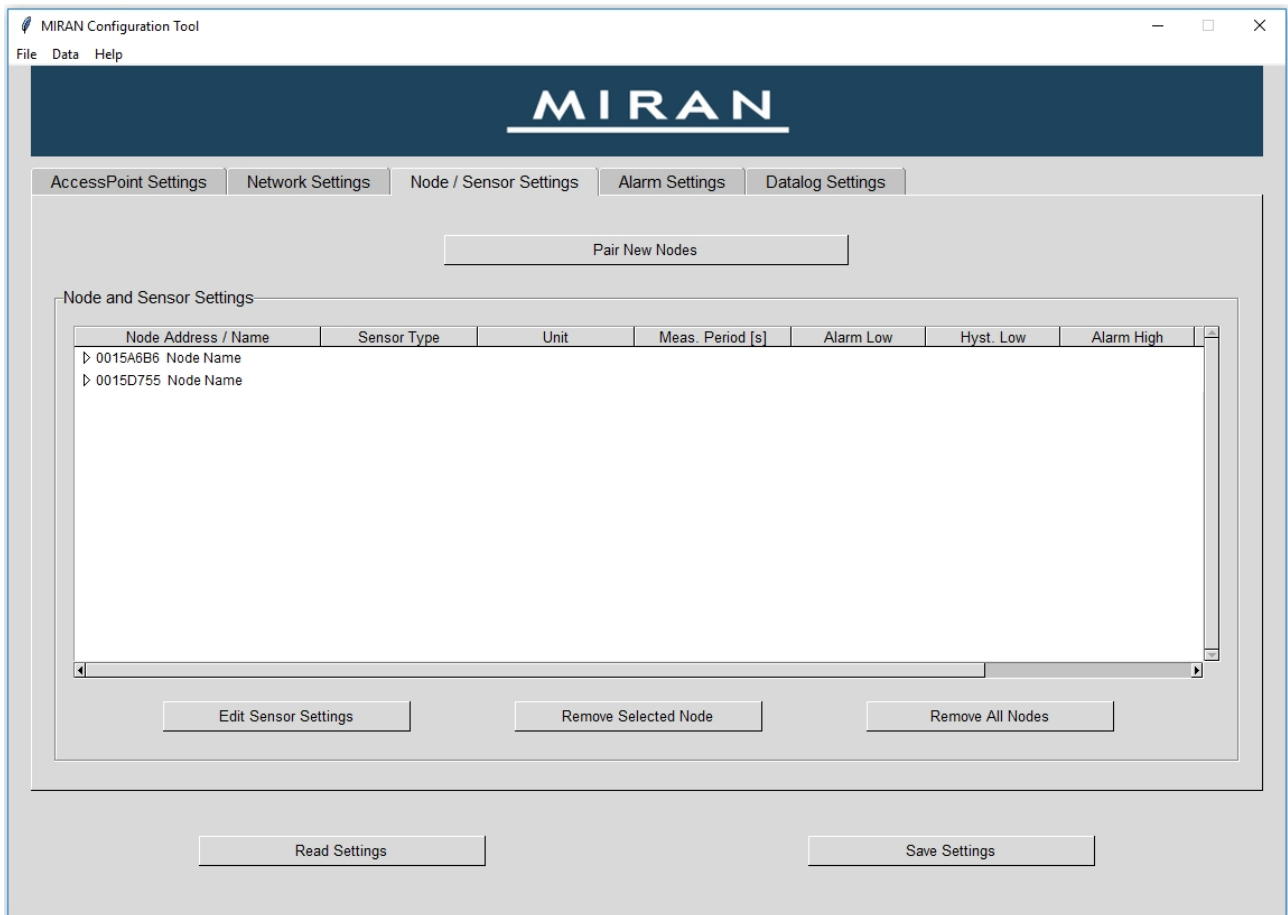 MIRAN Configuration Tool
File Data Help
MIRAN
AccessPoint Settings Network Settings Node / Sensor Settings Alarm Settings Datalog Settings
Pair New Nodes
Node and Sensor Settings
Node Address / Name Sensor Type Unit Meas. Period [s] Alarm Low Hyst. Low Alarm High
0015A6B6 Node Name
0015D755 Node Name
Edit Sensor Settings Remove Selected Node Remove All Nodes
Read Settings Save Settings